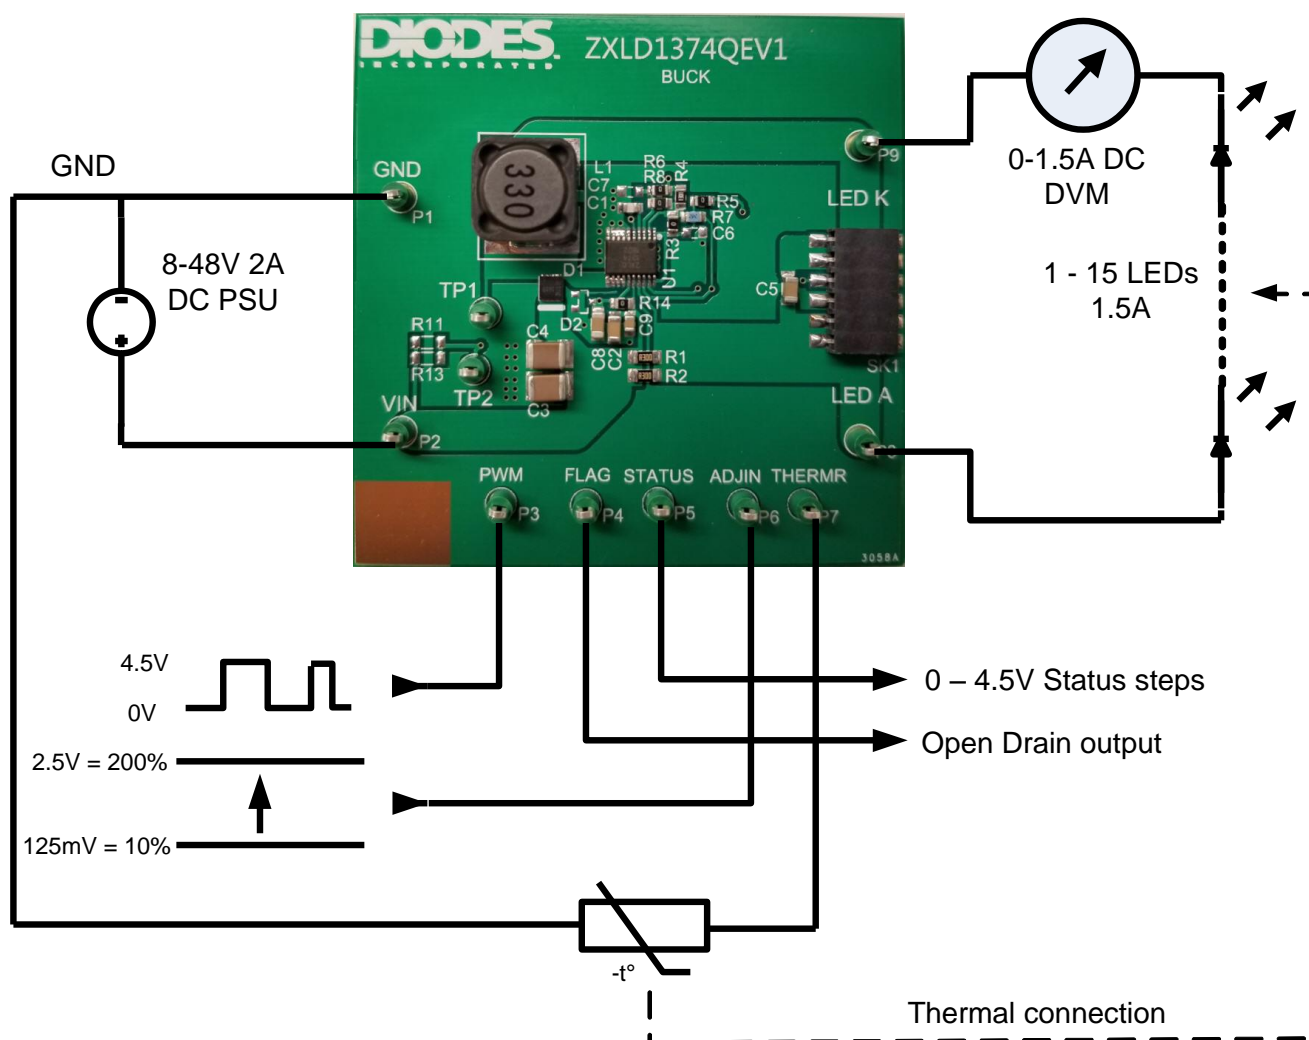 DIODES
INCORPORATED
ZXLD1374QEV1
BUCK
GND
GND
P1
8-48V 2A
DC PSU
330
L1
C7
C1
R6
R8
R4
R5
R7
C6
R3
U1
D1
TP1
D2
R14
C9
C8
C2
C4
C3
R11
R13
TP2
R1
R2
C5
SK1
VIN
P2
P9
LED K
LED A
0-1.5A DC
DVM
1 - 15 LEDs
1.5A
PWM
FLAG
STATUS
ADJIN
THERMR
P3
P4
P5
P6
P7
3058A
4.5V
0V
2.5V = 200%
125mV = 10%
0 – 4.5V Status steps
Open Drain output
-t°
Thermal connection